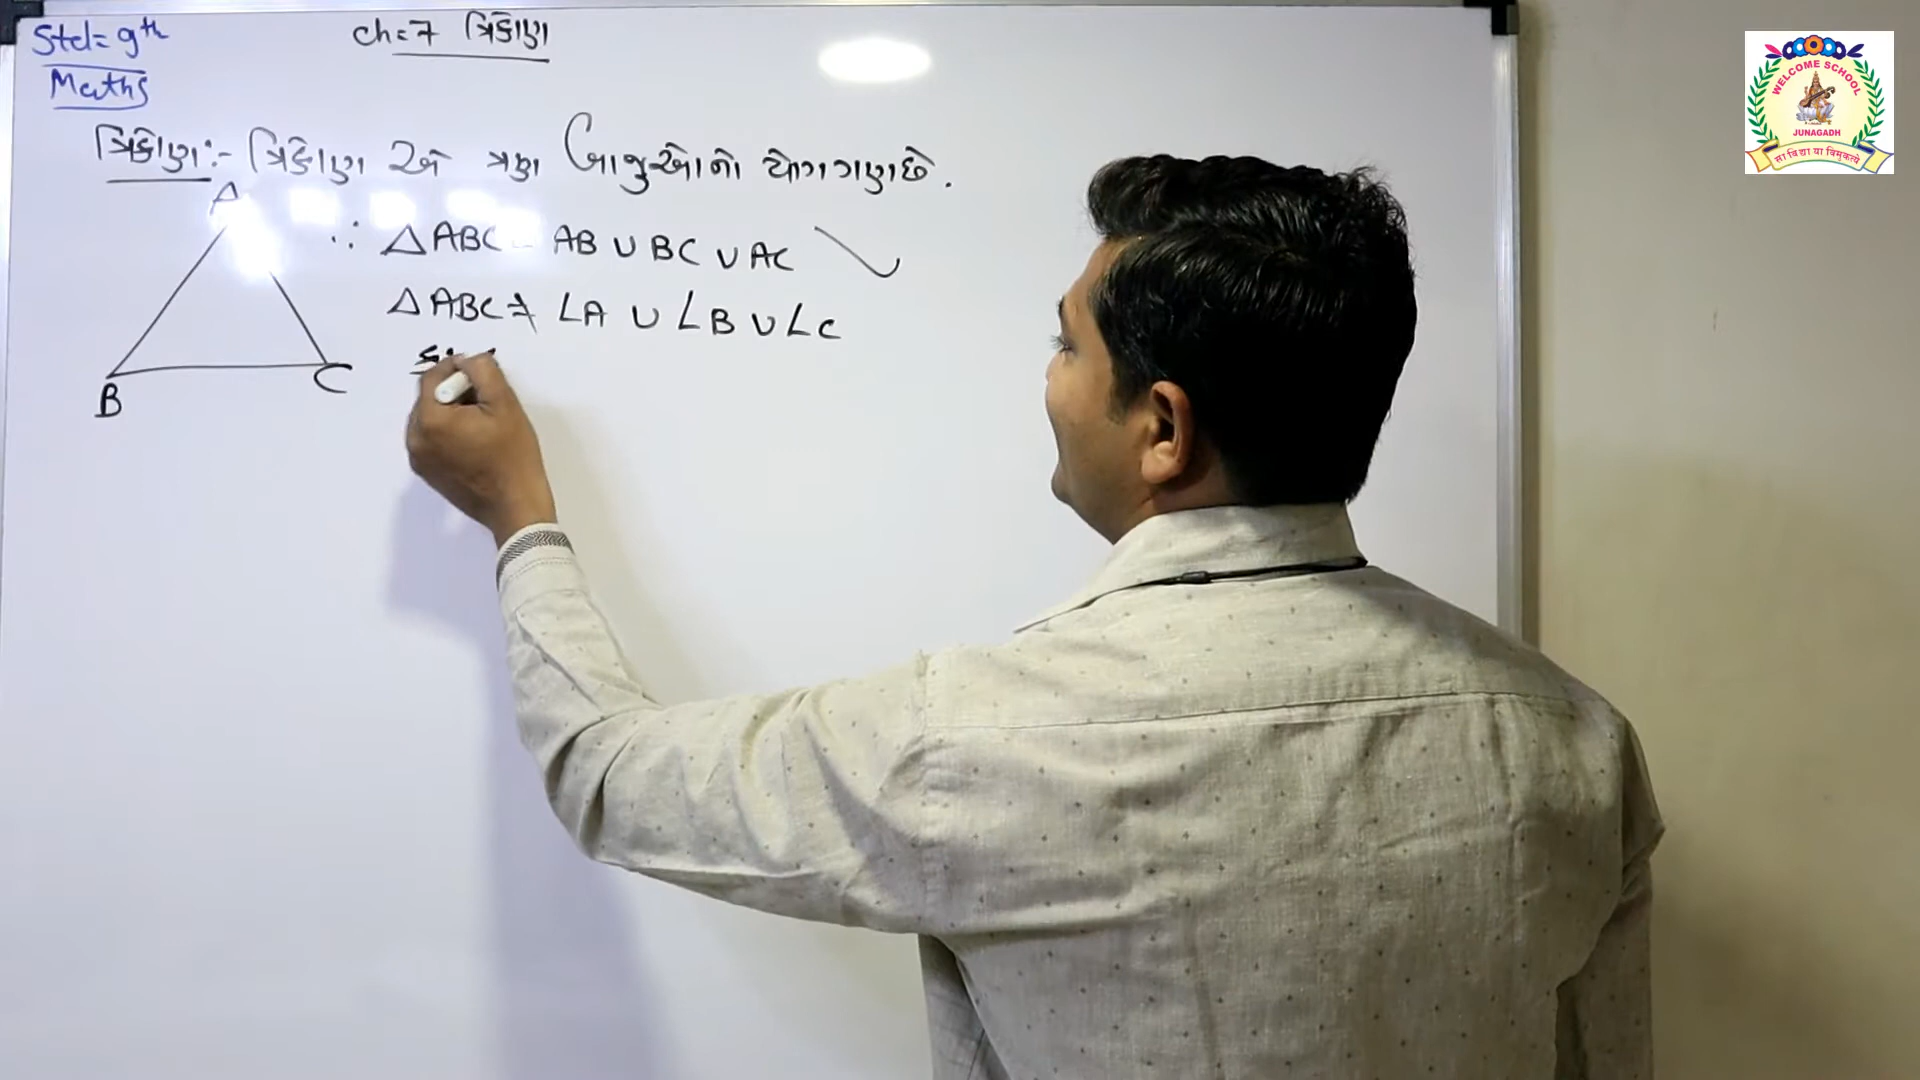 Std = 9th
Maths
ch = 7 ત્રિકોણ
ત્રિકોણ :- ત્રિકોણ એ ત્રણ બાજુઓનો યોગગણ છે.
A
B
C
∴ △ABC = AB ∪ BC ∪ AC
△ABC ≠ ∠A ∪ ∠B ∪ ∠C
WELCOME SCHOOL
JUNAGADH
सा विद्या या विमुक्तये